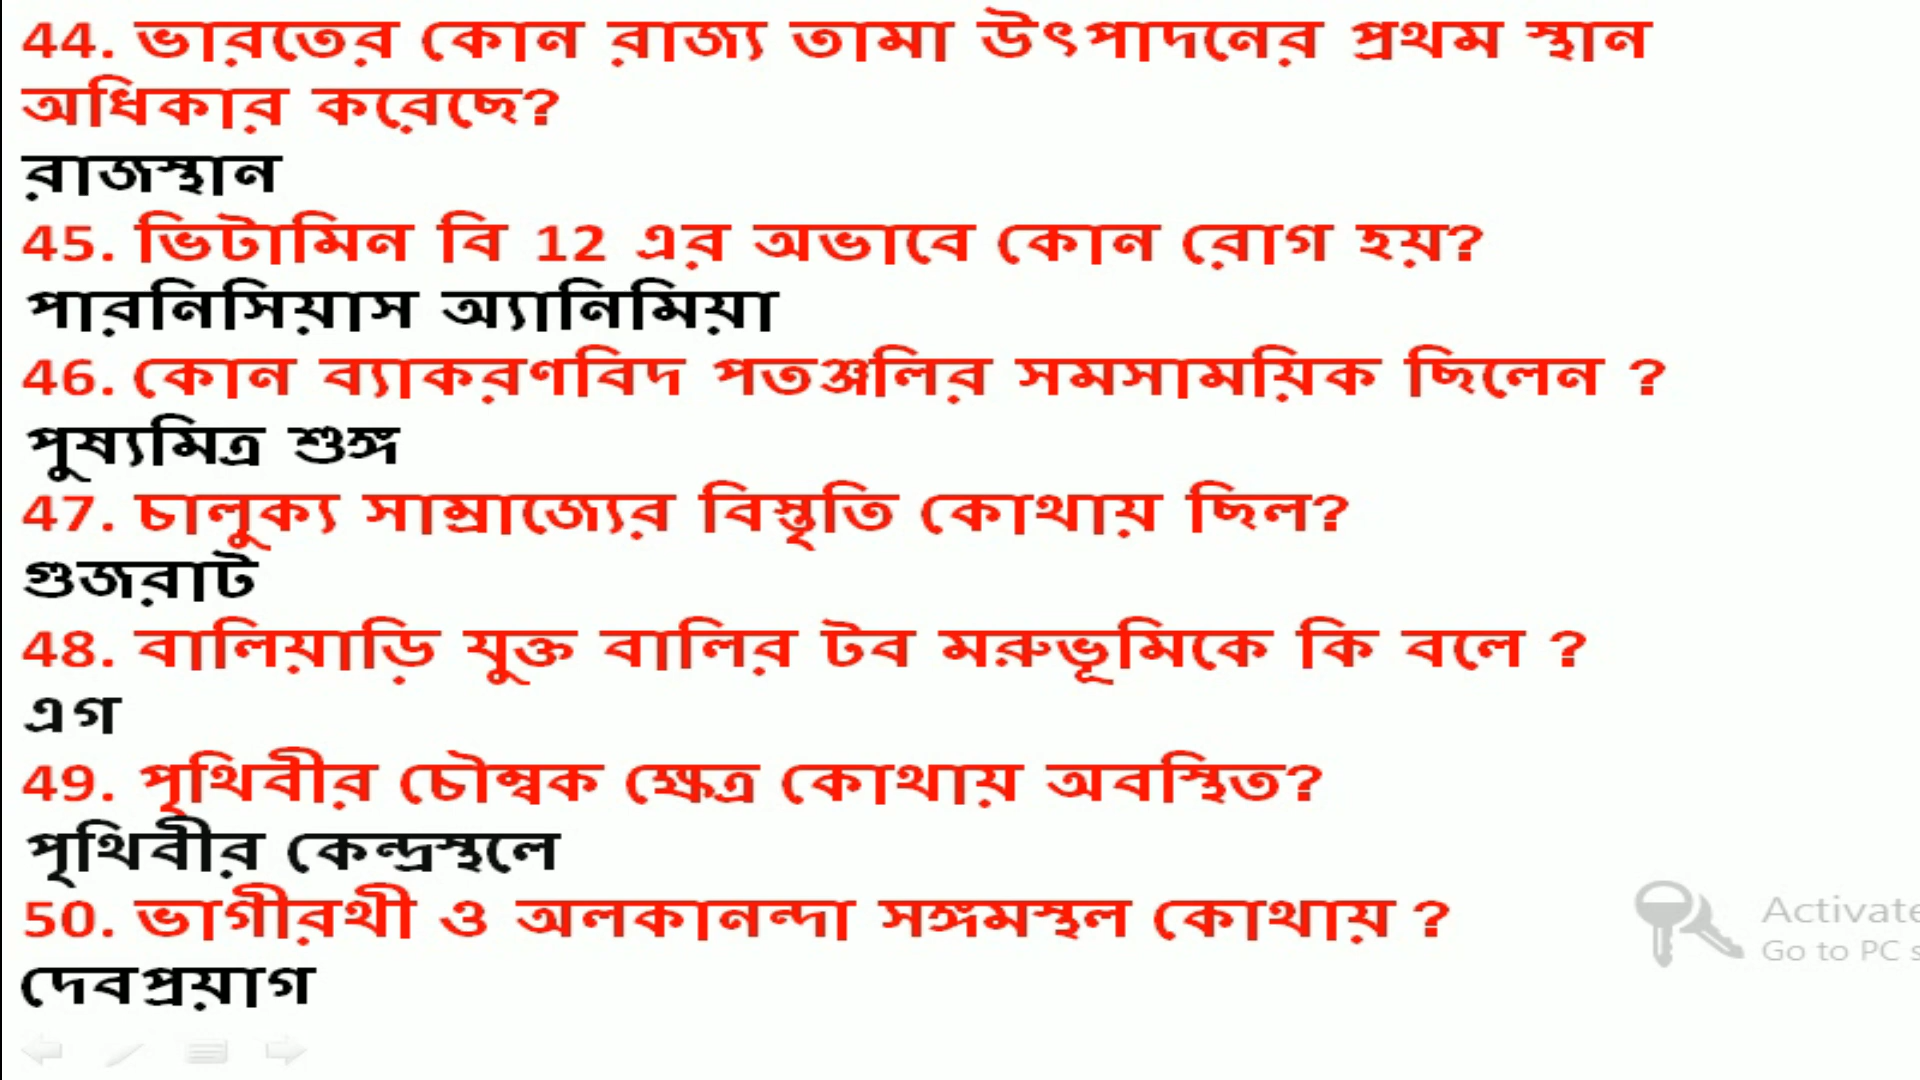 44. ভারতের কোন রাজ্য তামা উৎপাদনের প্রথম স্থান
অধিকার করেছে?
রাজস্থান
45. ভিটামিন বি 12 এর অভাবে কোন রোগ হয়?
পারনিসিয়াস অ্যানিমিয়া
46. কোন ব্যাকরণবিদ পতঞ্জলির সমসাময়িক ছিলেন ?
পুষ্যমিত্র শুঙ্গ
47. চালুক্য সাম্রাজ্যের বিস্তৃতি কোথায় ছিল?
গুজরাট
48. বালিয়াড়ি যুক্ত বালির টব মরুভূমিকে কি বলে ?
এগ
49. পৃথিবীর চৌম্বক ক্ষেত্র কোথায় অবস্থিত?
পৃথিবীর কেন্দ্রস্থলে
50. ভাগীরথী ও অলকানন্দা সঙ্গমস্থল কোথায় ?
দেবপ্রয়াগ
Activate
Go to PC s